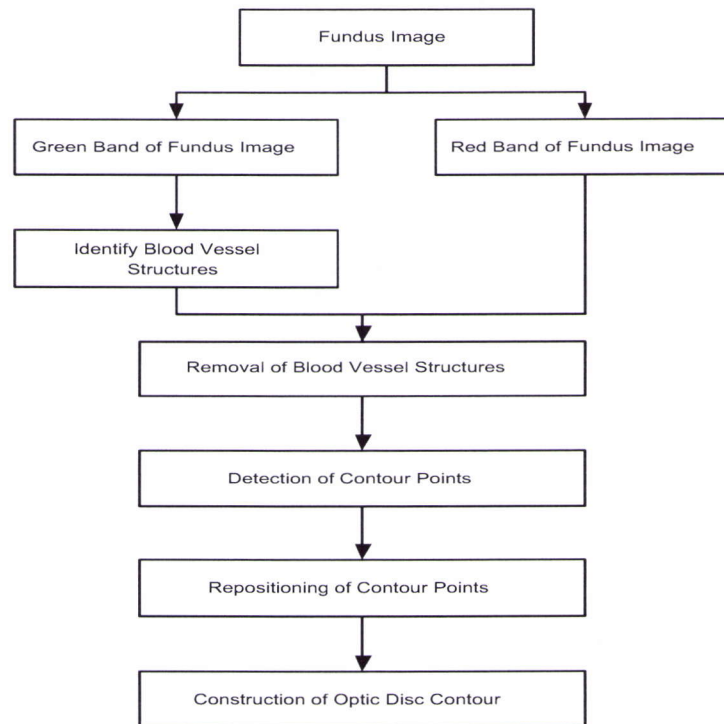 Fundus Image
Green Band of Fundus Image
Red Band of Fundus Image
Identify Blood Vessel
Structures
Removal of Blood Vessel Structures
Detection of Contour Points
Repositioning of Contour Points
Construction of Optic Disc Contour